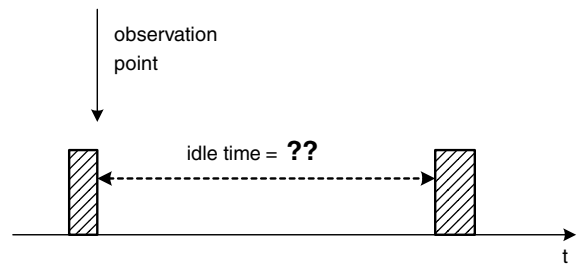 observation
point
idle time = ??
t